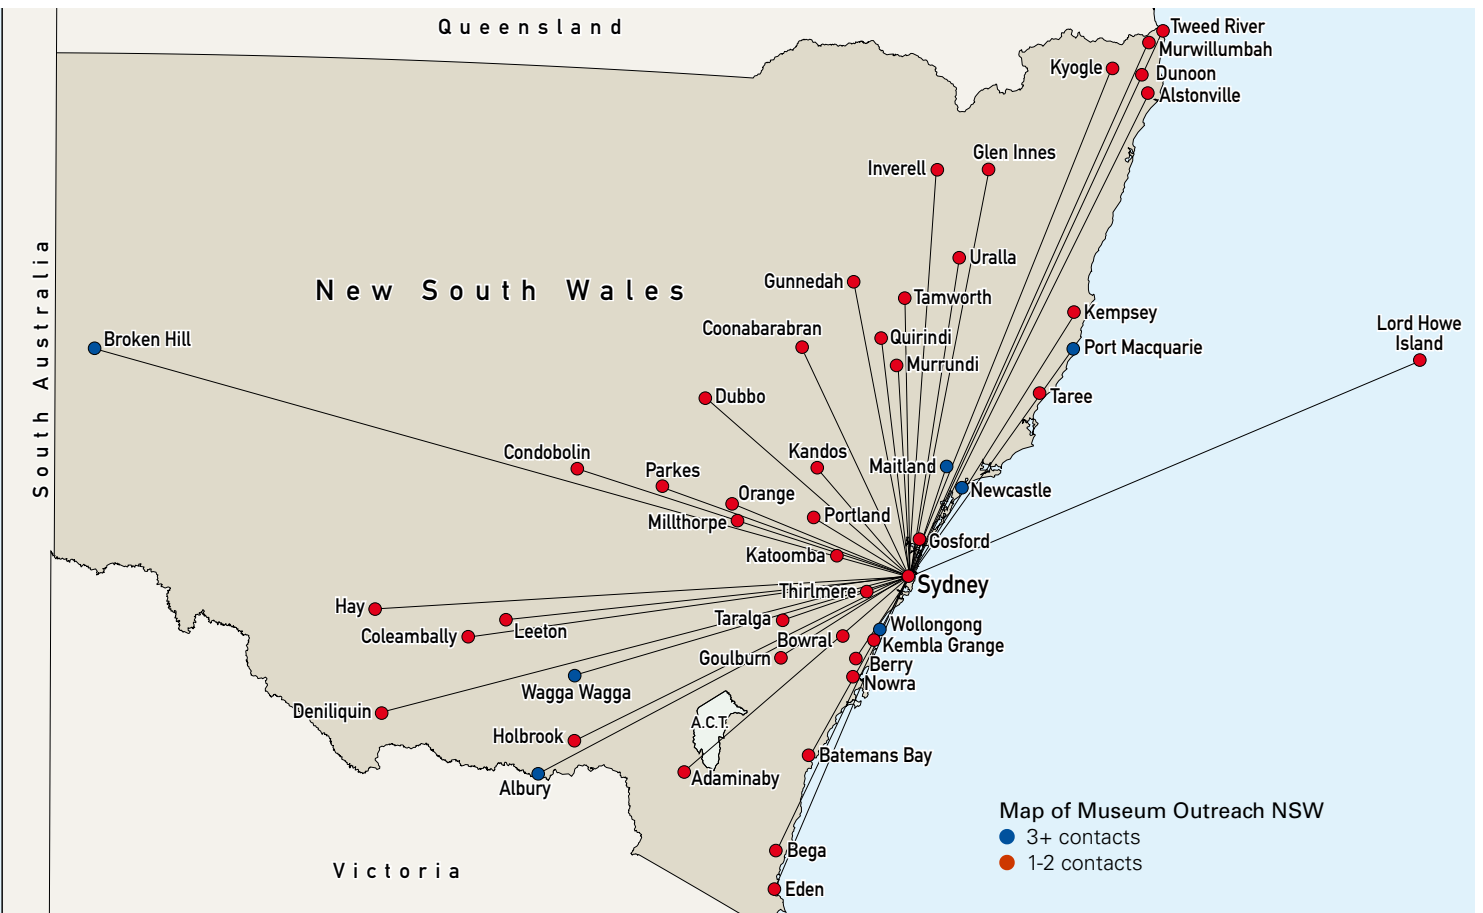 Queensland
Tweed River
Murwillumbah
Kyogle
Dunoon
Alstonville
Glen Innes
Inverell
South Australia
Uralla
Gunnedah
New South Wales
Tamworth
Kempsey
Coonabarabran
Quirindi
Lord Howe
Island
Broken Hill
Port Macquarie
Murrundi
Dubbo
Taree
Condobolin
Kandos
Maitland
Parkes
Newcastle
Orange
Portland
Millthorpe
Gosford
Katoomba
Sydney
Thirlmere
Hay
Taralga
Wollongong
Leeton
Coleambally
Bowral
Kembla Grange
Goulburn
Berry
Nowra
Wagga Wagga
Deniliquin
A.C.T.
Holbrook
Batemans Bay
Adaminaby
Albury
Map of Museum Outreach NSW
3+ contacts
1-2 contacts
Bega
Victoria
Eden